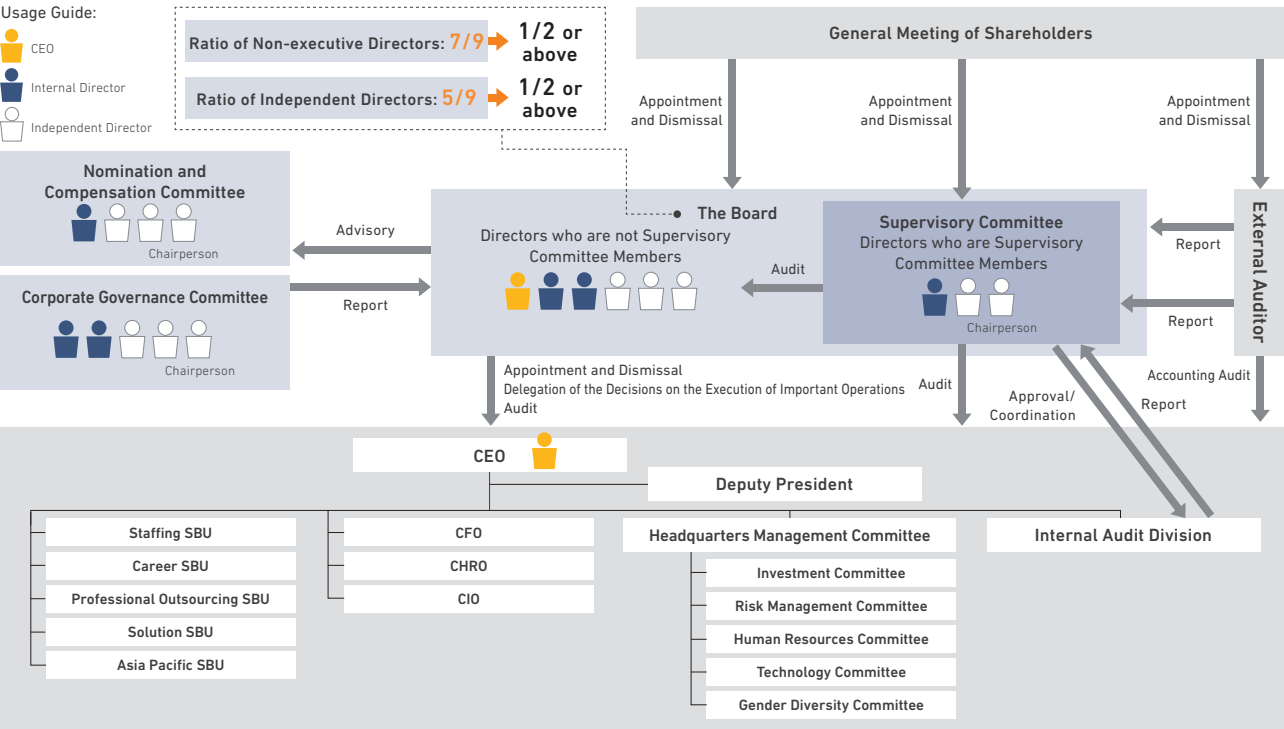 Usage Guide:
CEO
Internal Director
Independent Director
Ratio of Non-executive Directors: 7/9
1/2 or
above
Ratio of Independent Directors: 5/9
1/2 or
above
General Meeting of Shareholders
Appointment
and Dismissal
Appointment
and Dismissal
Appointment
and Dismissal
Nomination and
Compensation Committee
Chairperson
Corporate Governance Committee
Chairperson
Advisory
Report
The Board
Directors who are not Supervisory
Committee Members
Audit
Supervisory Committee
Directors who are Supervisory
Committee Members
Chairperson
Report
Report
External Auditor
Appointment and Dismissal
Delegation of the Decisions on the Execution of Important Operations
Audit
Audit
Approval/
Coordination
Report
Accounting Audit
CEO
Deputy President
Staffing SBU
Career SBU
Professional Outsourcing SBU
Solution SBU
Asia Pacific SBU
CFO
CHRO
CIO
Headquarters Management Committee
Investment Committee
Risk Management Committee
Human Resources Committee
Technology Committee
Gender Diversity Committee
Internal Audit Division